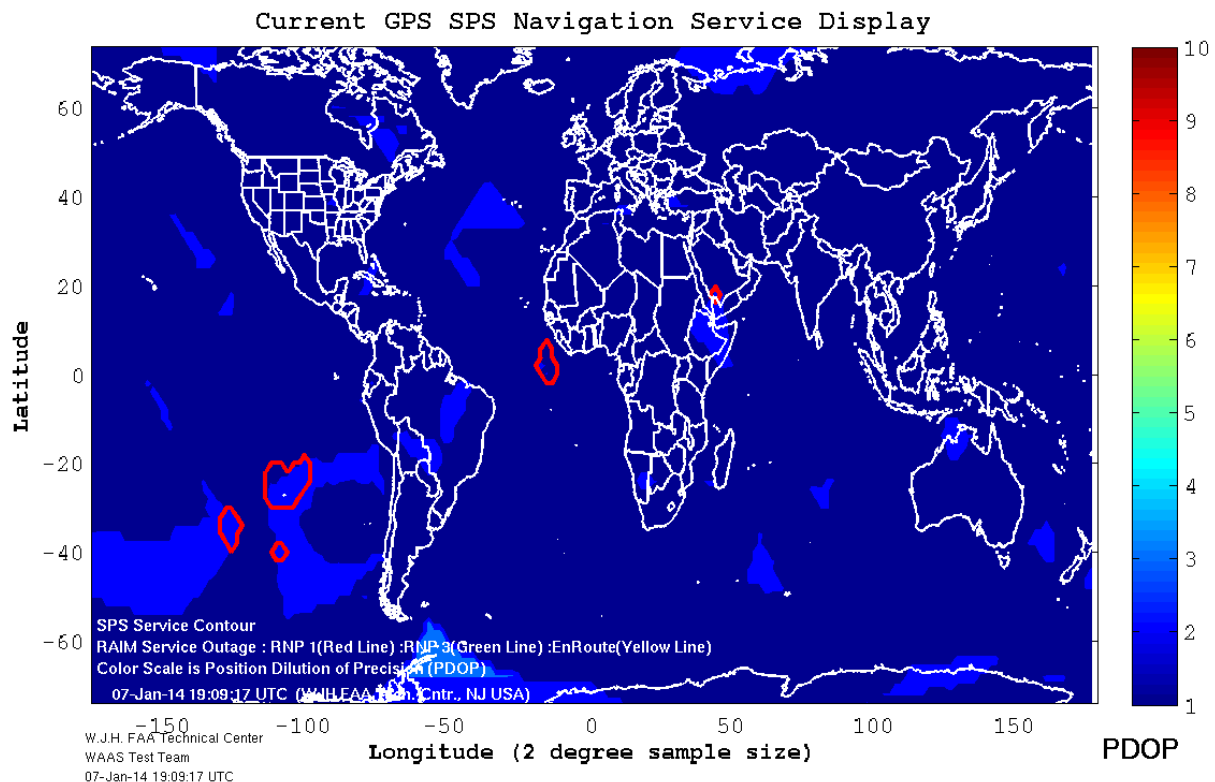 Current GPS SPS Navigation Service Display
10
9
8
7
6
5
4
3
2
1
60
40
20
0
−20
−40
−60
Latitude
SPS Service Contour
RAIM Service Outage : RNP 1(Red Line) :RNP 3(Green Line) :EnRoute(Yellow Line)
Color Scale is Position Dilution of Precision (PDOP)
07-Jan-14 19:09:17 UTC (WJH FAA Tech. Cntr., NJ USA)
−150
−100
−50
0
50
100
150
Longitude (2 degree sample size)
PDOP
W.J.H. FAA Technical Center
WAAS Test Team
07-Jan-14 19:09:17 UTC